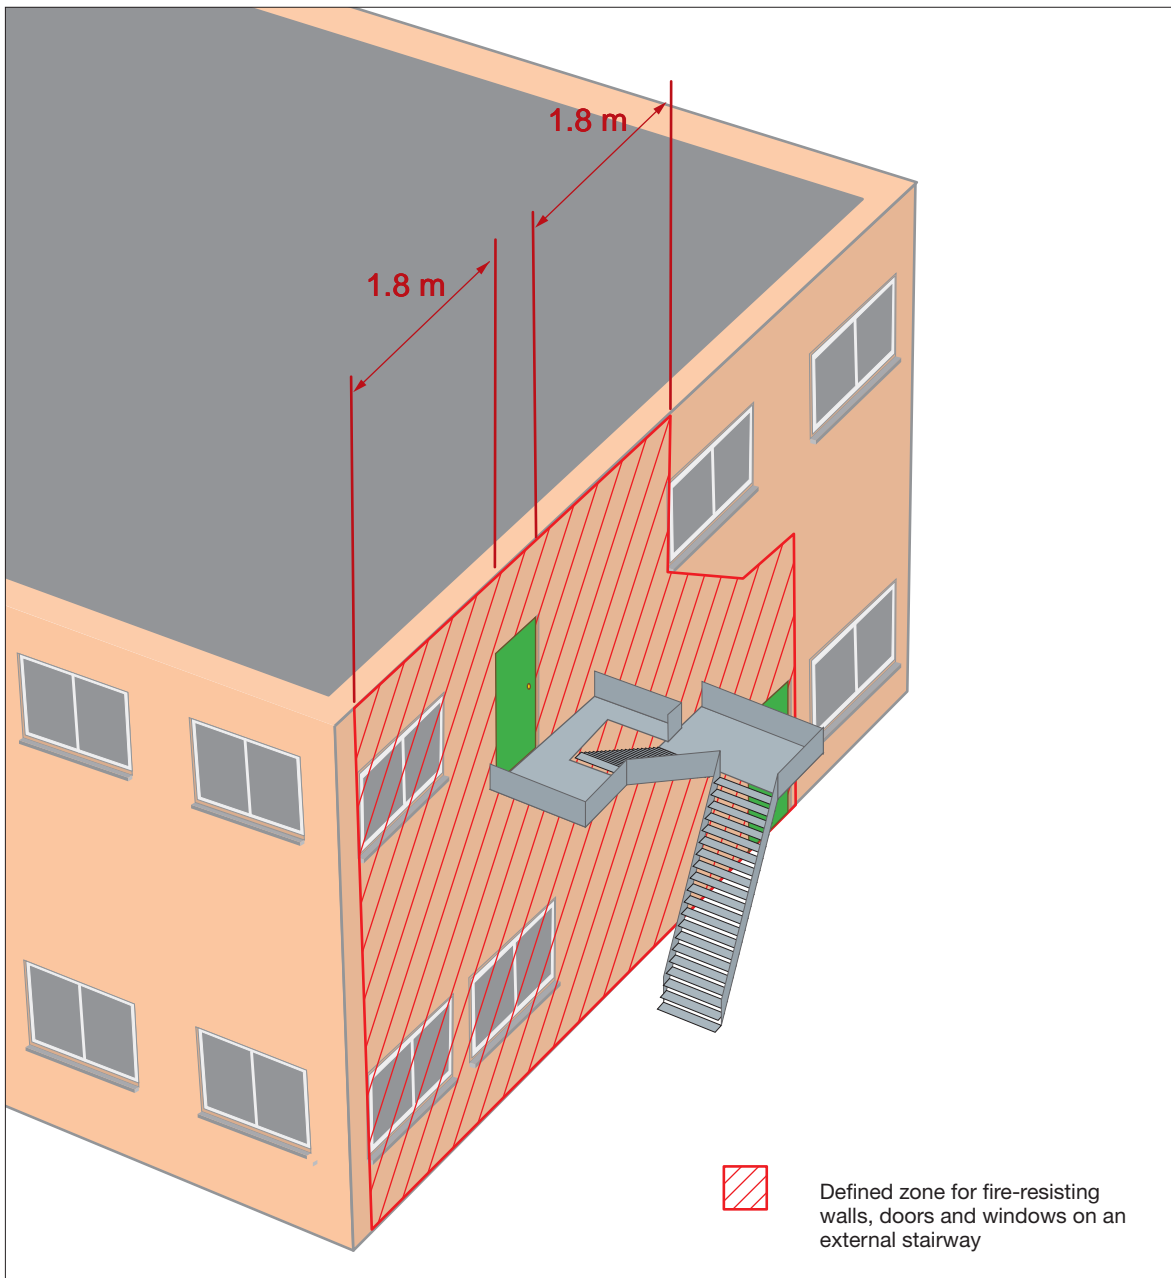 1.8 m
1.8 m
Defined zone for fire-resisting
walls, doors and windows on an
external stairway